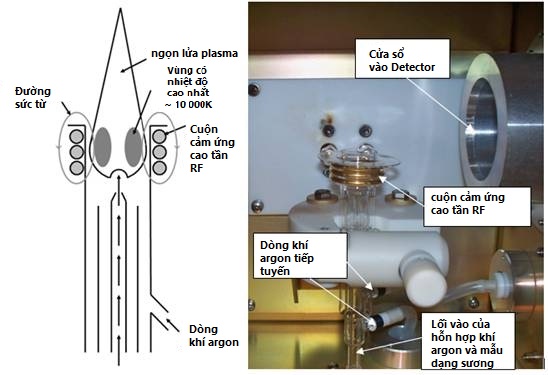 ngọn lửa plasma
Vùng có
nhiệt độ
cao nhất
~ 10 000K
Đường
sức từ
Cuộn
cảm ứng
cao tần
RF
Dòng
khí argon
Cửa sổ
vào Detector
cuộn cảm ứng
cao tần RF
Dòng khí
argon tiếp
tuyến
Lối vào của
hỗn hợp khí
argon và mẫu
dạng sương